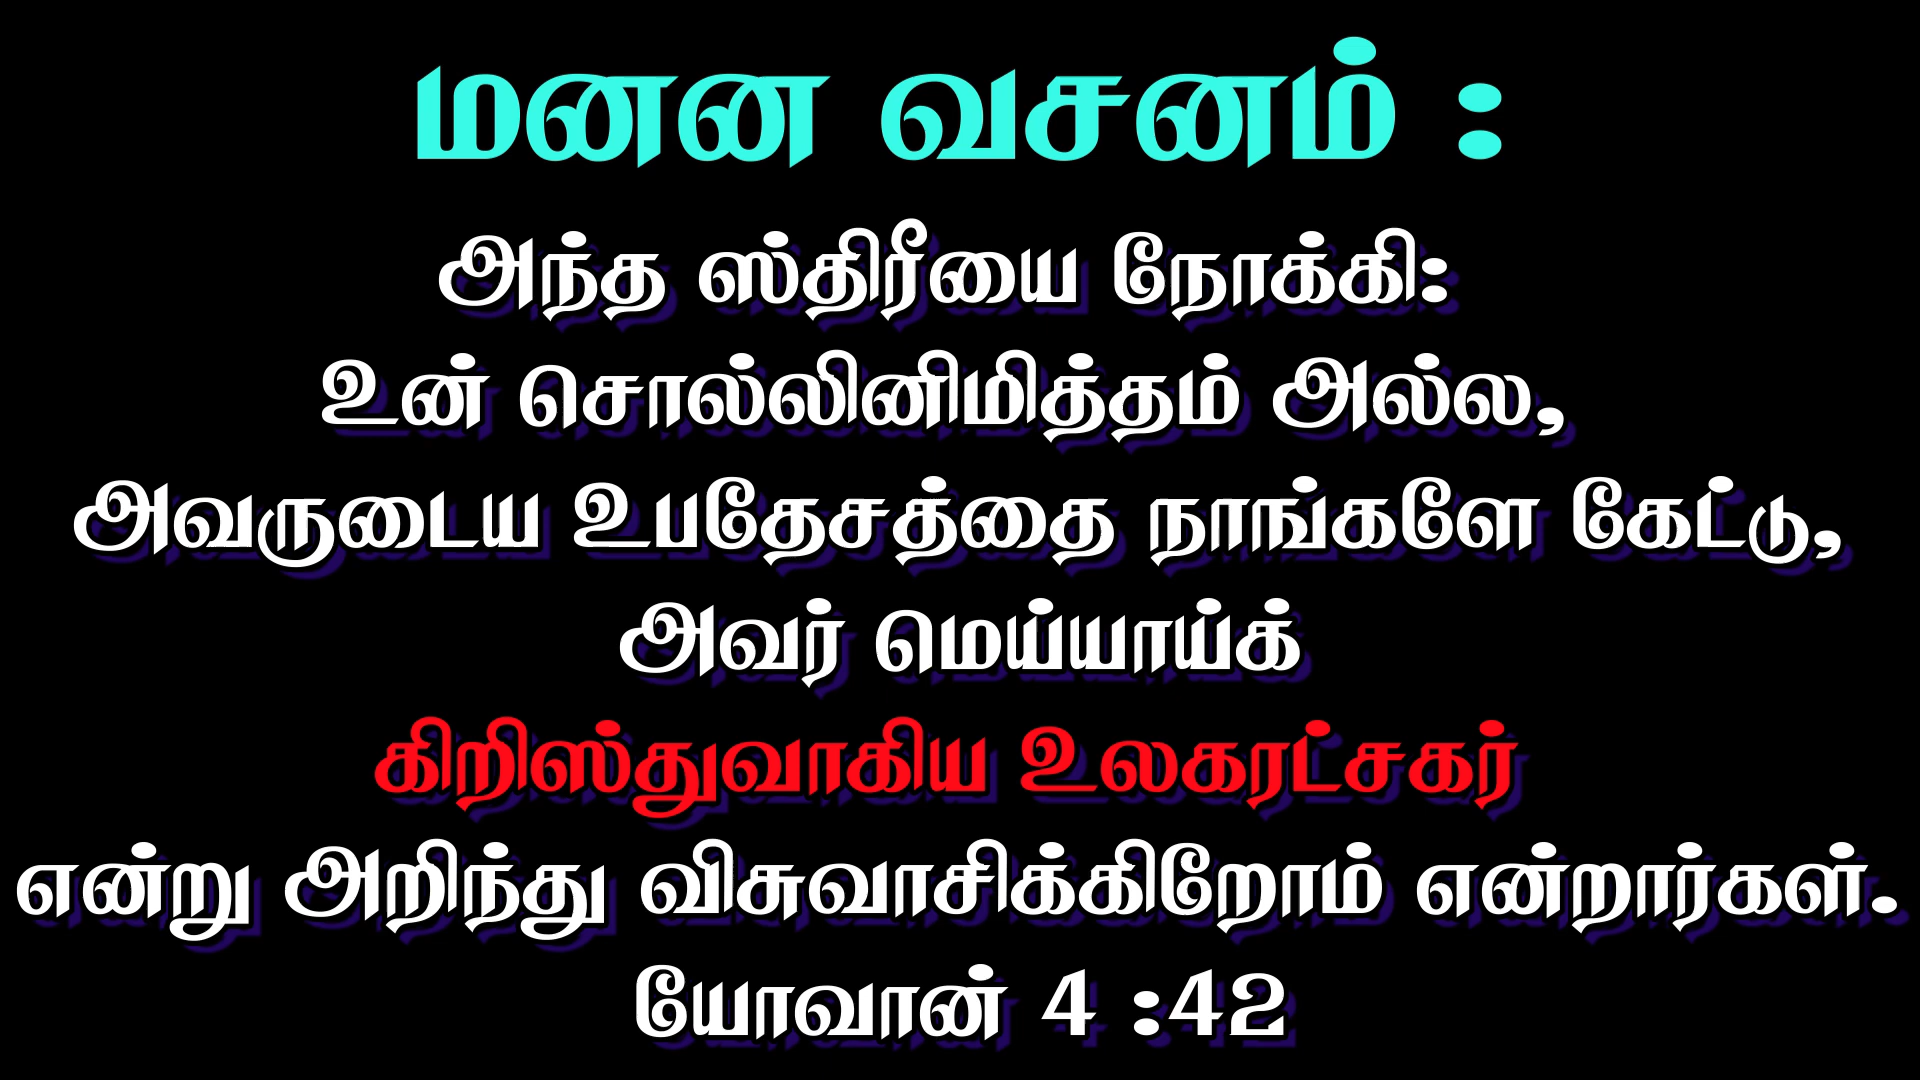 மனன வசனம் :
அந்த ஸ்திரீயை நோக்கி:
உன் சொல்லினிமித்தம் அல்ல,
அவருடைய உபதேசத்தை நாங்களே கேட்டு,
அவர் மெய்யாய்க்
கிறிஸ்துவாகிய உலகரட்சகர்
என்று அறிந்து விசுவாசிக்கிறோம் என்றார்கள்.
யோவான் 4 :42